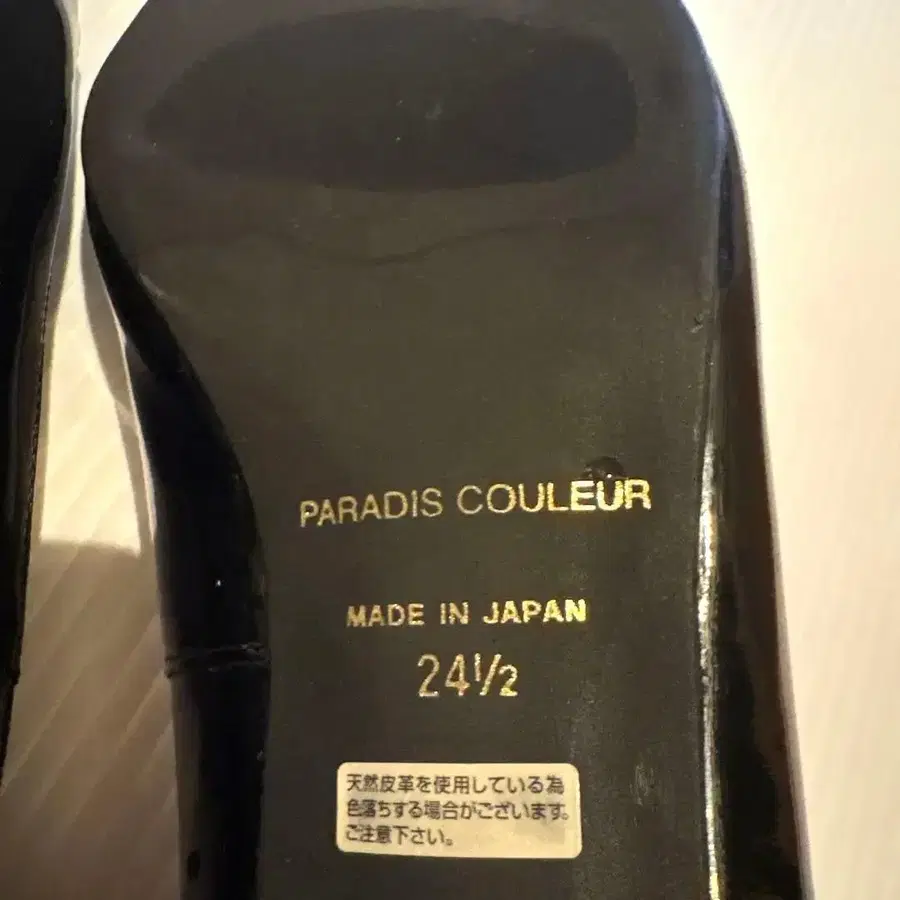 PARADIS COULEUR
MADE IN JAPAN
24½
天然皮革を使用している為
色落ちする場合がございます。
ご注意下さい。